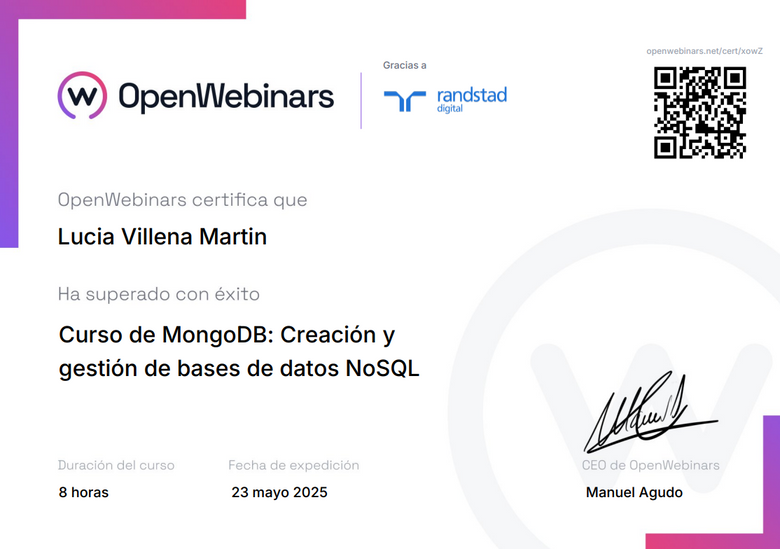 openwebinars.net/cert/xowZ
Gracias a
OpenWebinars
randstad
digital
OpenWebinars certifica que
Lucia Villena Martin
Ha superado con éxito
Curso de MongoDB: Creación y
gestión de bases de datos NoSQL
Duración del curso
Fecha de expedición
CEO de OpenWebinars
8 horas
23 mayo 2025
Manuel Agudo